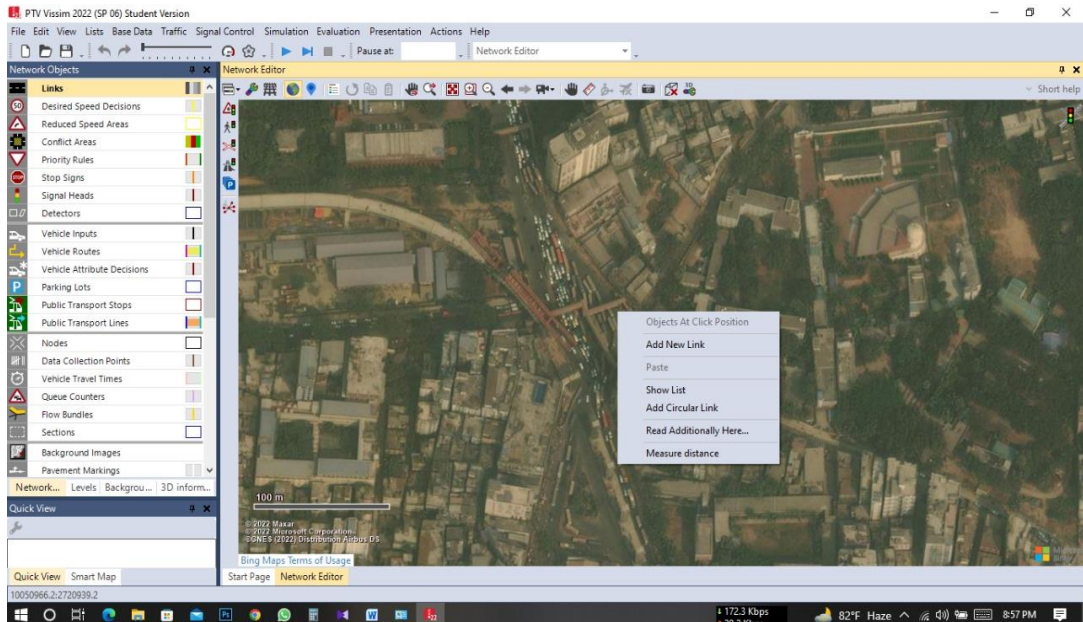 PTV Vissim 2022 (SP 06) Student Version
File Edit View Lists Base Data Traffic Signal Control Simulation Evaluation Presentation Actions Help
Pause at: Network Editor
Network Objects
Network Editor
Links
Short help
Desired Speed Decisions
Reduced Speed Areas
Conflict Areas
Priority Rules
Stop Signs
Signal Heads
Detectors
Vehicle Inputs
Vehicle Routes
Vehicle Attribute Decisions
Parking Lots
Public Transport Stops
Public Transport Lines
Nodes
Data Collection Points
Vehicle Travel Times
Queue Counters
Flow Bundles
Sections
Background Images
Pavement Markings
Network... Levels Backgrou... 3D inform...
Objects At Click Position
Add New Link
Paste
Show List
Add Circular Link
Read Additionally Here...
Measure distance
100 m
© 2022 Maxar
© 2022 Microsoft Corporation
©CNES (2022) Distribution Airbus DS
Bing Maps Terms of Usage
Quick View
Quick View Smart Map
Start Page Network Editor
10050966.2:2720939.2
172.3 Kbps
82°F Haze
8:57 PM